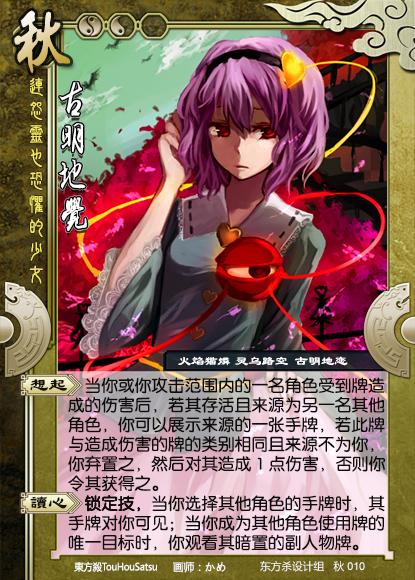 秋
連怨靈也恐懼的少女
古明地覺
火焰猫燐 灵乌路空 古明地恋
想起
当你或你攻击范围内的一名角色受到牌造
成的伤害后，若其存活且来源为另一名其他
角色，你可以展示来源的一张手牌，若此牌
与造成伤害的牌的类别相同且来源不为你，
你弃置之，然后对其造成 1 点伤害，否则你
令其获得之。
讀心
锁定技，当你选择其他角色的手牌时，其
手牌对你可见；当你成为其他角色使用牌的
唯一目标时，你观看其暗置的副人物牌。
東方殺TouHouSatsu 画师：かめ 东方杀设计组 秋 010